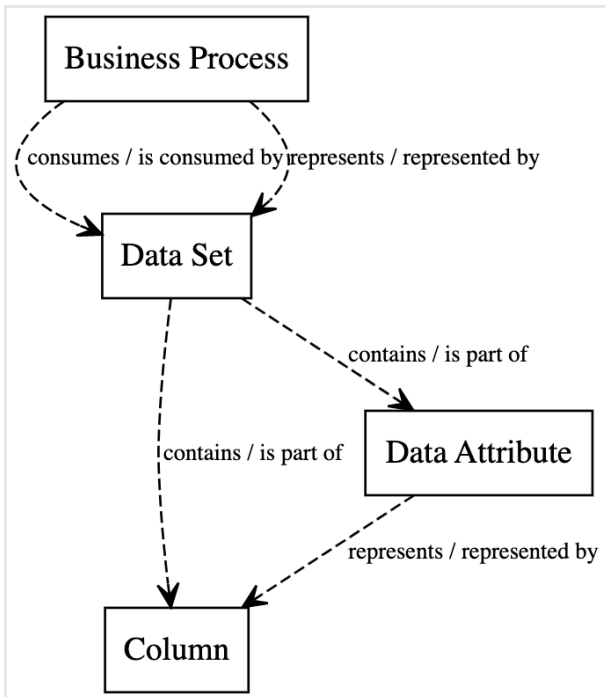 Business Process
consumes / is consumed by
represents / represented by
Data Set
contains / is part of
Data Attribute
contains / is part of
represents / represented by
Column